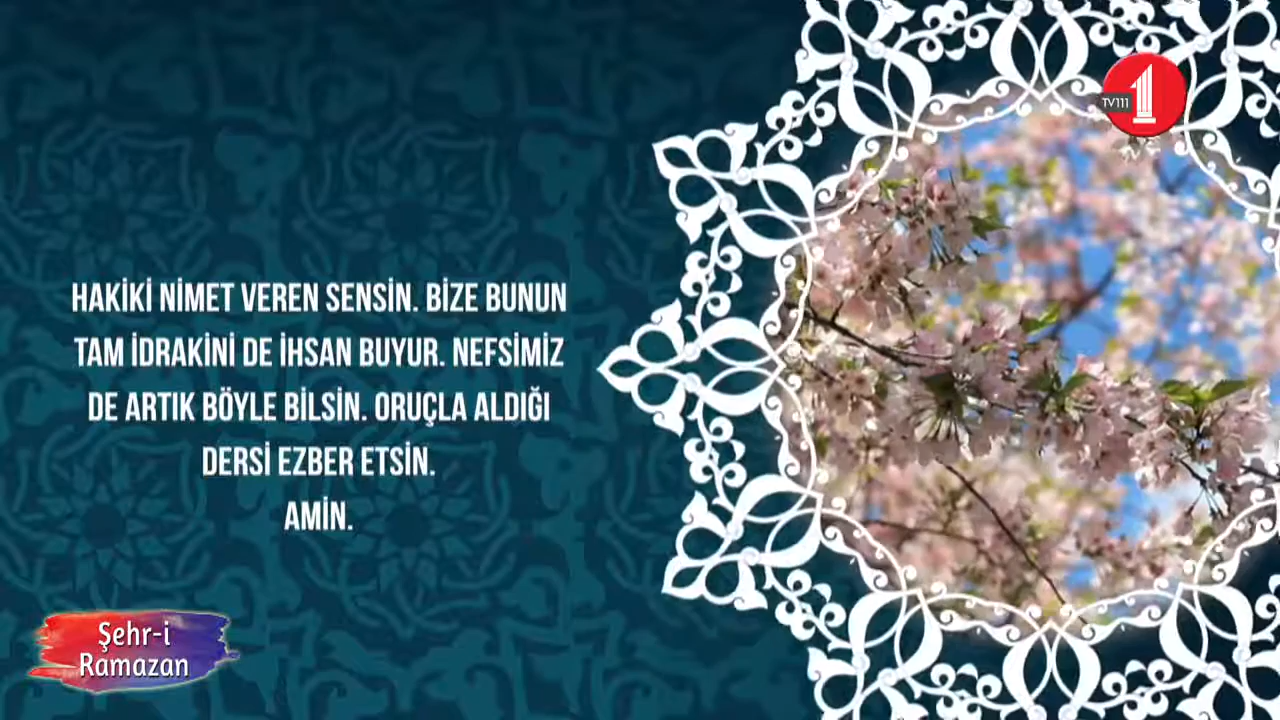 TV111
1
HAKİKİ NİMET VEREN SENSİN. BİZE BUNUN
TAM İDRAKİNİ DE İHSAN BUYUR. NEFSİMİZ
DE ARTIK BÖYLE BİLSİN. ORUÇLA ALDIĞI
DERSİ EZBER ETSİN.
AMİN.
Şehr-i
Ramazan